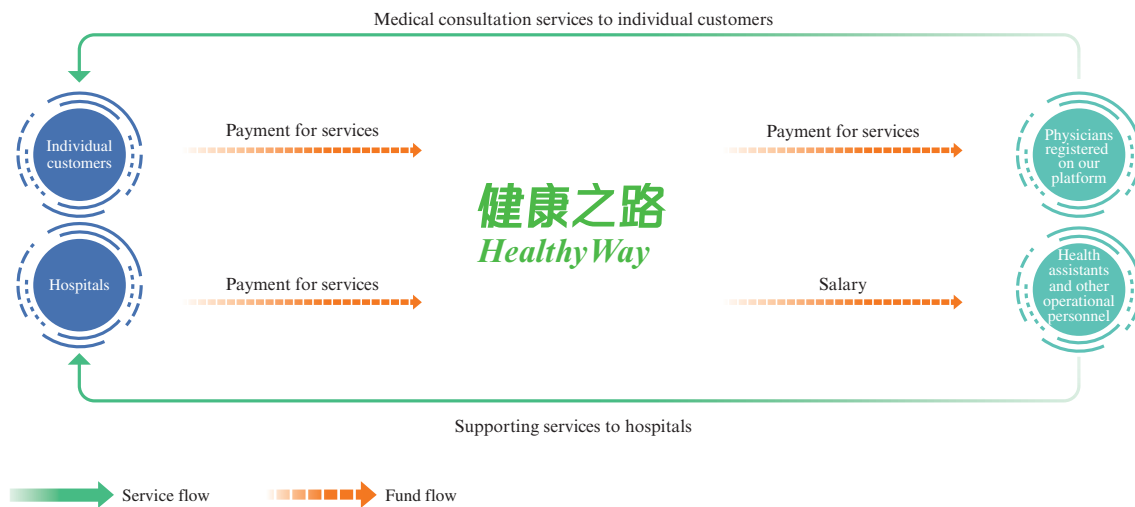 Medical consultation services to individual customers
Individual
customers
Payment for services
Payment for services
Physicians
registered
on our
platform
健康之路
HealthyWay
Hospitals
Payment for services
Salary
Health
assistants
and other
operational
personnel
Supporting services to hospitals
Service flow
Fund flow